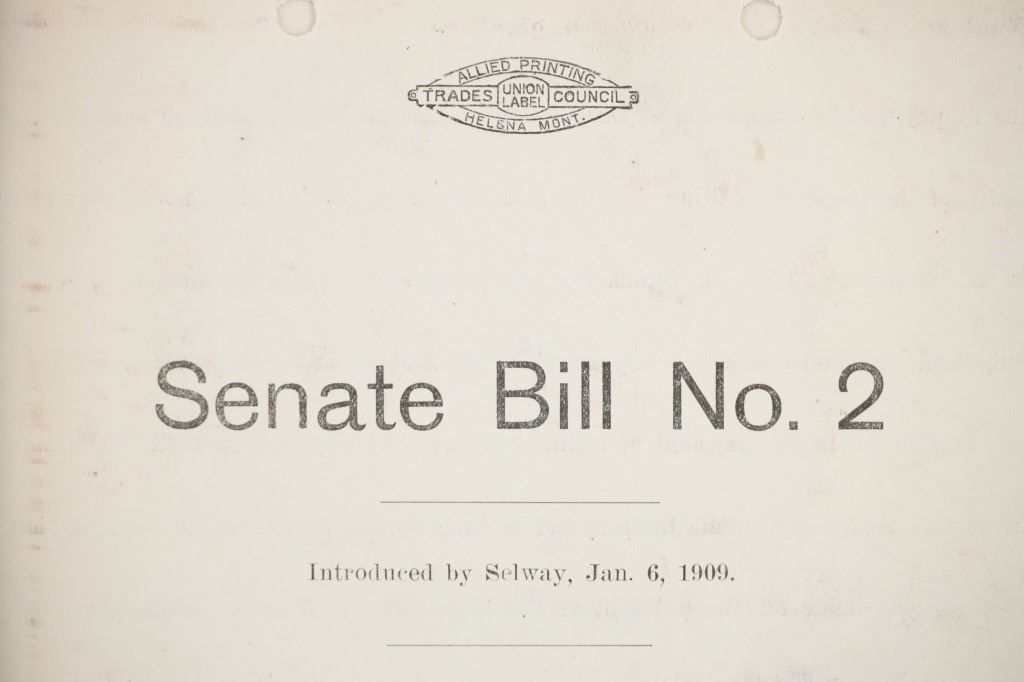 ALLIED PRINTING
TRADES UNION LABEL COUNCIL
HELENA MONT.
Senate Bill No. 2
Introduced by Selway, Jan. 6, 1909.